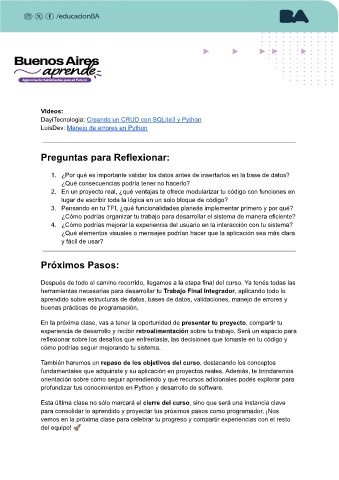 /educacionBA
BA
Buenos Aires
aprende
Agencia de Habilidades para el Futuro
Videos:
DayiTecnologia: Creando un CRUD con SQLite3 y Python
LuisDev: Manejo de errores en Python
Preguntas para Reflexionar:
1. ¿Por qué es importante validar los datos antes de insertarlos en la base de datos?
¿Qué consecuencias podría tener no hacerlo?
2. En un proyecto real, ¿qué ventajas te ofrece modularizar tu código con funciones en
lugar de escribir toda la lógica en un solo bloque de código?
3. Pensando en tu TFI, ¿qué funcionalidades planeás implementar primero y por qué?
¿Cómo podrías organizar tu trabajo para desarrollar el sistema de manera eficiente?
4. ¿Cómo podrías mejorar la experiencia del usuario en la interacción con tu sistema?
¿Qué elementos visuales o mensajes podrían hacer que la aplicación sea más clara
y fácil de usar?
Próximos Pasos:
Después de todo el camino recorrido, llegamos a la etapa final del curso. Ya tenés todas las
herramientas necesarias para desarrollar tu Trabajo Final Integrador, aplicando todo lo
aprendido sobre estructuras de datos, bases de datos, validaciones, manejo de errores y
buenas prácticas de programación.
En la próxima clase, vas a tener la oportunidad de presentar tu proyecto, compartir tu
experiencia de desarrollo y recibir retroalimentación sobre tu trabajo. Será un espacio para
reflexionar sobre los desafíos que enfrentaste, las decisiones que tomaste en tu código y
cómo podrías seguir mejorando tu sistema.
También haremos un repaso de los objetivos del curso, destacando los conceptos
fundamentales que adquiriste y su aplicación en proyectos reales. Además, te brindaremos
orientación sobre cómo seguir aprendiendo y qué recursos adicionales podés explorar para
profundizar tus conocimientos en Python y desarrollo de software.
Esta última clase no sólo marcará el cierre del curso, sino que será una instancia clave
para consolidar lo aprendido y proyectar tus próximos pasos como programador. ¡Nos
vemos en la próxima clase para celebrar tu progreso y compartir experiencias con el resto
del equipo! 🚀